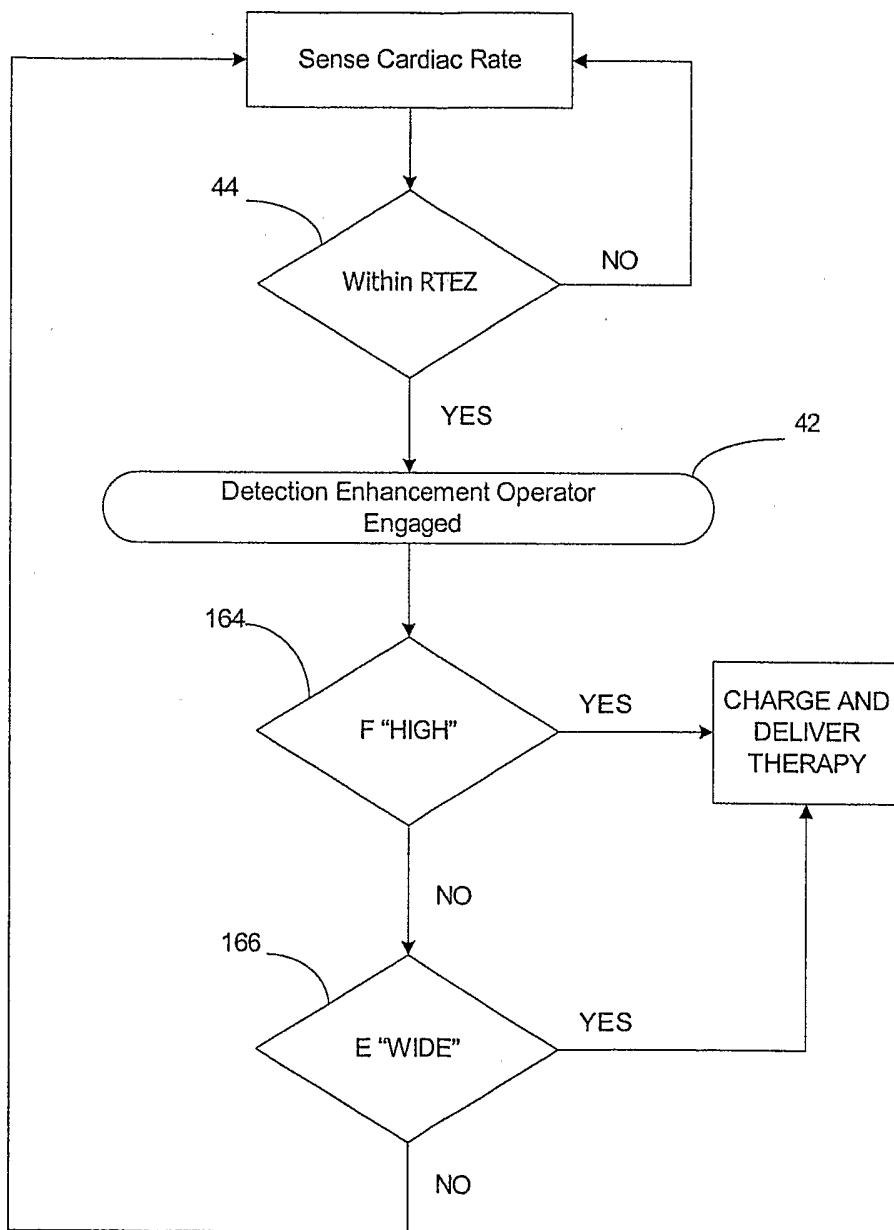 Sense Cardiac Rate
44
Within RTEZ
NO
YES
42
Detection Enhancement Operator
Engaged
164
F "HIGH"
YES
CHARGE AND
DELIVER
THERAPY
NO
166
E "WIDE"
YES
NO